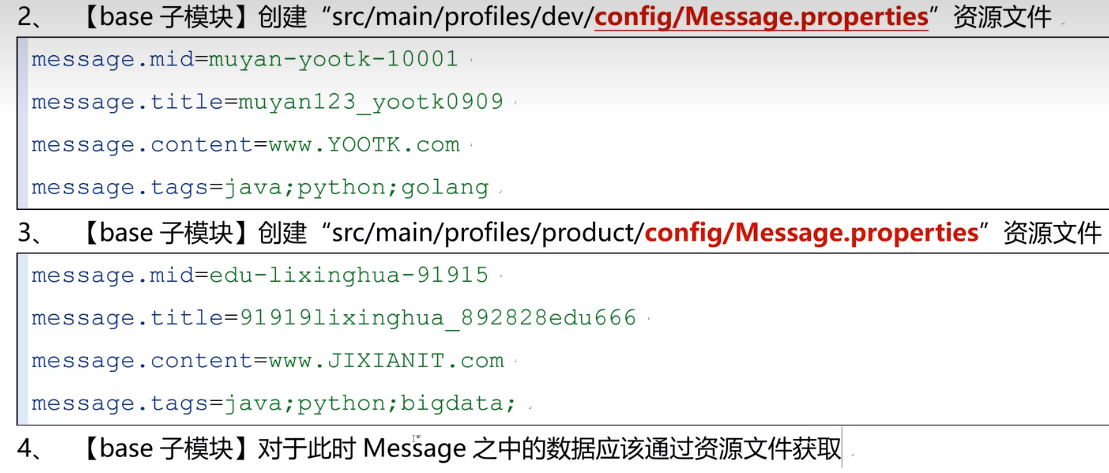 2、 【base 子模块】创建“src/main/profiles/dev/config/Message.properties”资源文件
message.mid=muyan-yootk-10001
message.title=muyan123_yootk0909
message.content=www.YOOTK.com
message.tags=java;python;golang
3、 【base 子模块】创建“src/main/profiles/product/config/Message.properties”资源文件
message.mid=edu-lixinghua-91915
message.title=91919lixinghua_892828edu666
message.content=www.JIXIANIT.com
message.tags=java;python;bigdata;
4、 【base 子模块】对于此时 Message 之中的数据应该通过资源文件获取